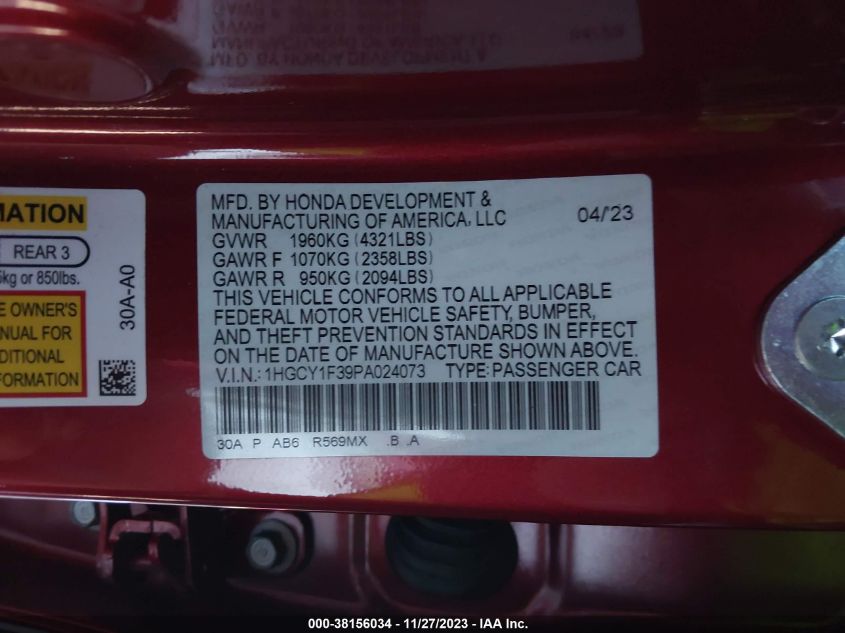 MATION
REAR 3
kg or 850lbs.
E OWNER'S
ANUAL FOR
DITIONAL
FORMATION
30A-A0
MFD. BY HONDA DEVELOPMENT &
MANUFACTURING OF AMERICA, LLC 04/'23
GVWR 1960KG (4321LBS)
GAWR F 1070KG (2358LBS)
GAWR R 950KG (2094LBS)
THIS VEHICLE CONFORMS TO ALL APPLICABLE
FEDERAL MOTOR VEHICLE SAFETY, BUMPER,
AND THEFT PREVENTION STANDARDS IN EFFECT
ON THE DATE OF MANUFACTURE SHOWN ABOVE.
V.I.N.: 1HGCY1F39PA024073 TYPE: PASSENGER CAR
30A P AB6 R569MX .B .A
000-38156034 - 11/27/2023 - IAA Inc.